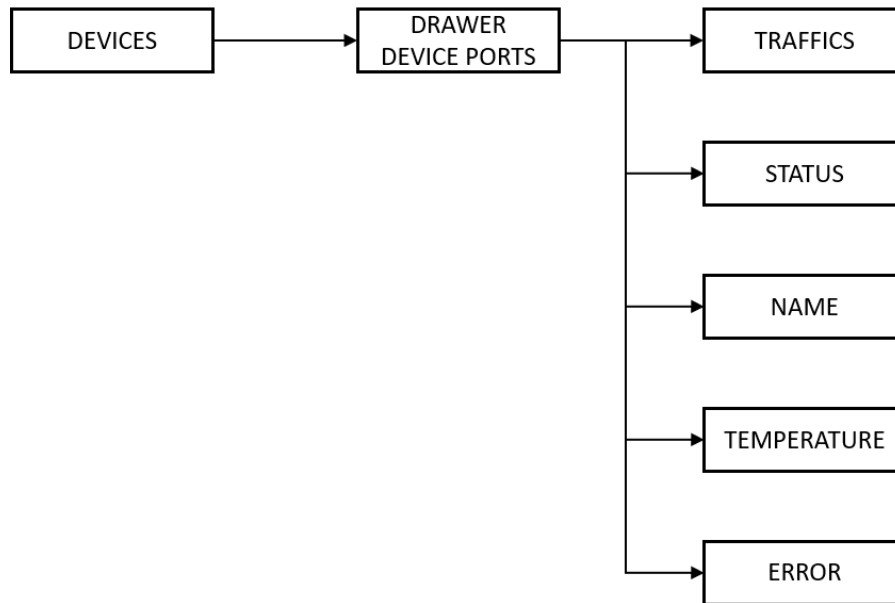 DEVICES
DRAWER
DEVICE PORTS
TRAFFICS
STATUS
NAME
TEMPERATURE
ERROR